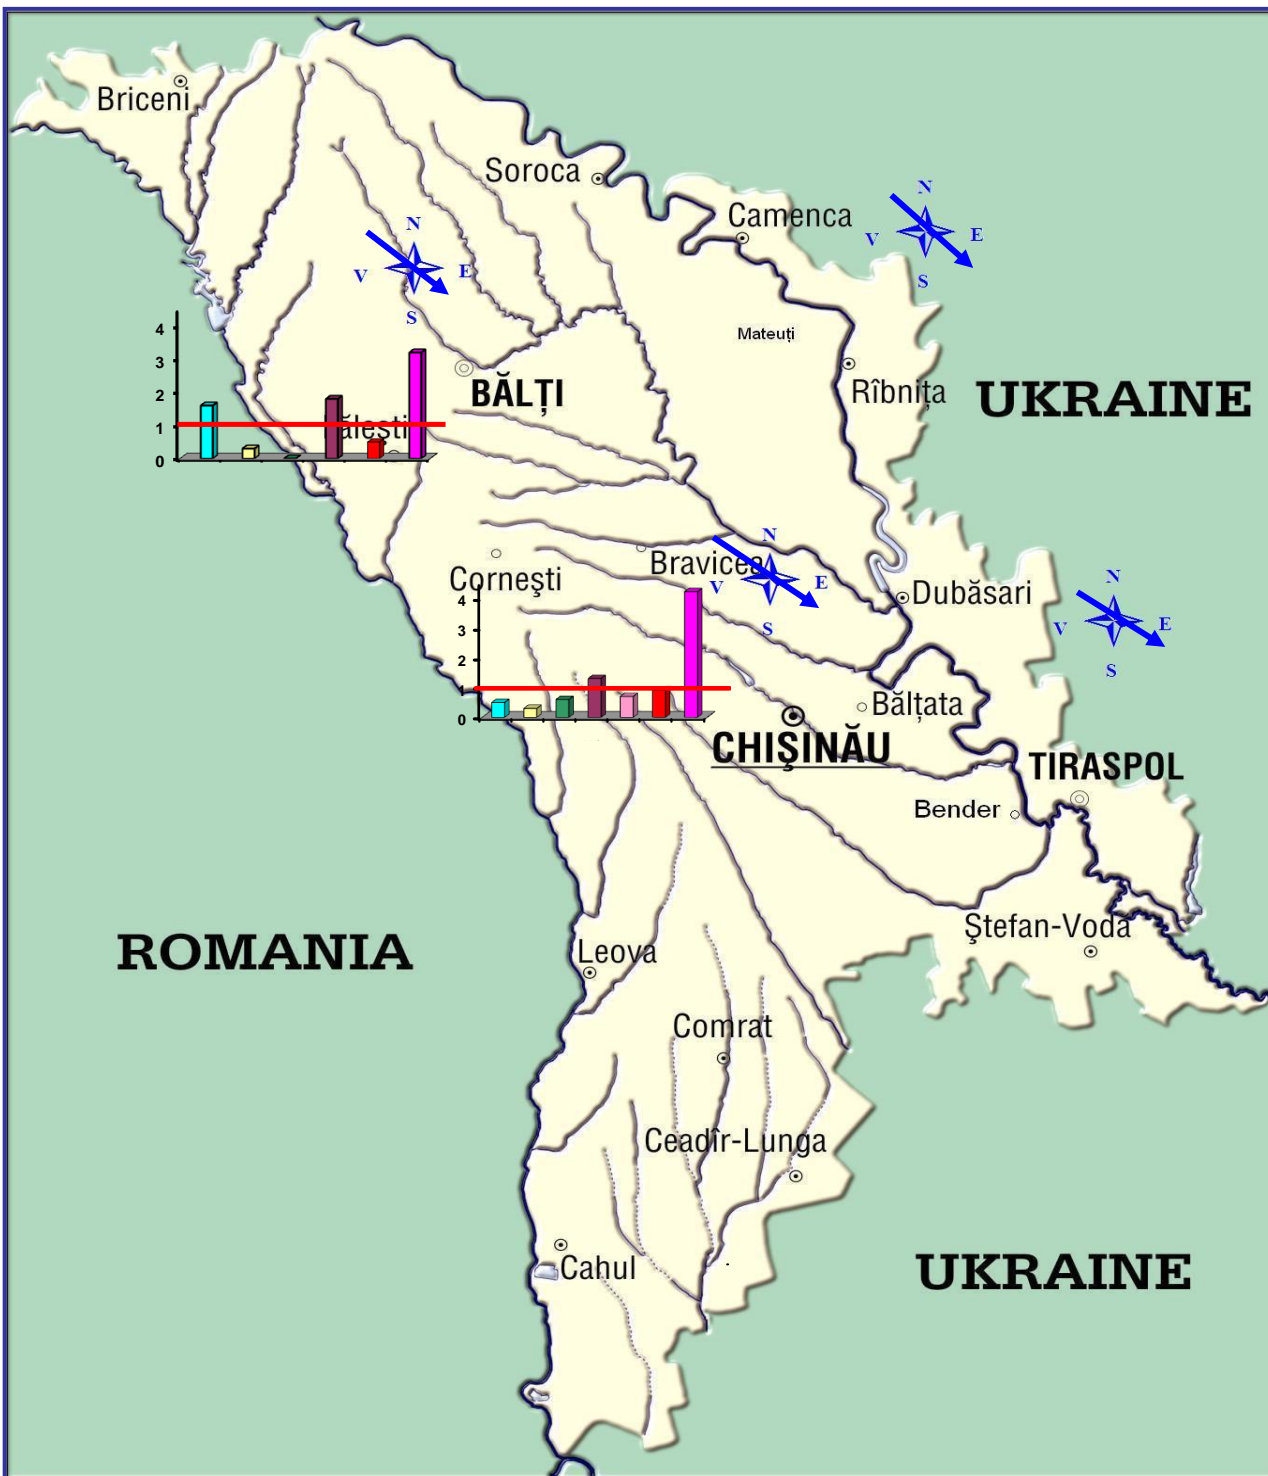 Briceni
Soroca
Camenca
N
V
E
S
N
V
E
S
Mateuți
Rîbnița
UKRAINE
BĂLȚI
4
3
2
1
0
Bravicea
Corneşti
N
V
E
S
Dubăsari
N
V
E
S
4
3
2
1
0
Bălțata
CHIŞINĂU
TIRASPOL
Bender
ROMANIA
Leova
Ştefan-Vodă
Comrat
Ceadîr-Lunga
Cahul
UKRAINE